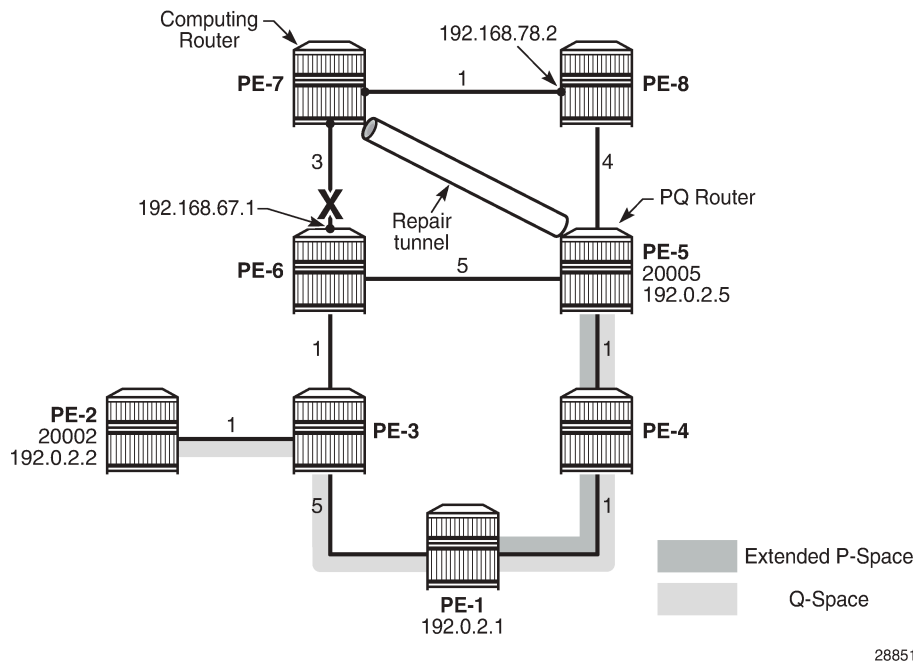 Computing
Router
192.168.78.2
PE-7
1
PE-8
3
4
PQ Router
192.168.67.1
X
Repair
tunnel
PE-6
5
PE-5
20005
192.0.2.5
1
1
PE-2
20002
192.0.2.2
1
PE-3
PE-4
5
1
Extended P-Space
Q-Space
PE-1
192.0.2.1
28851